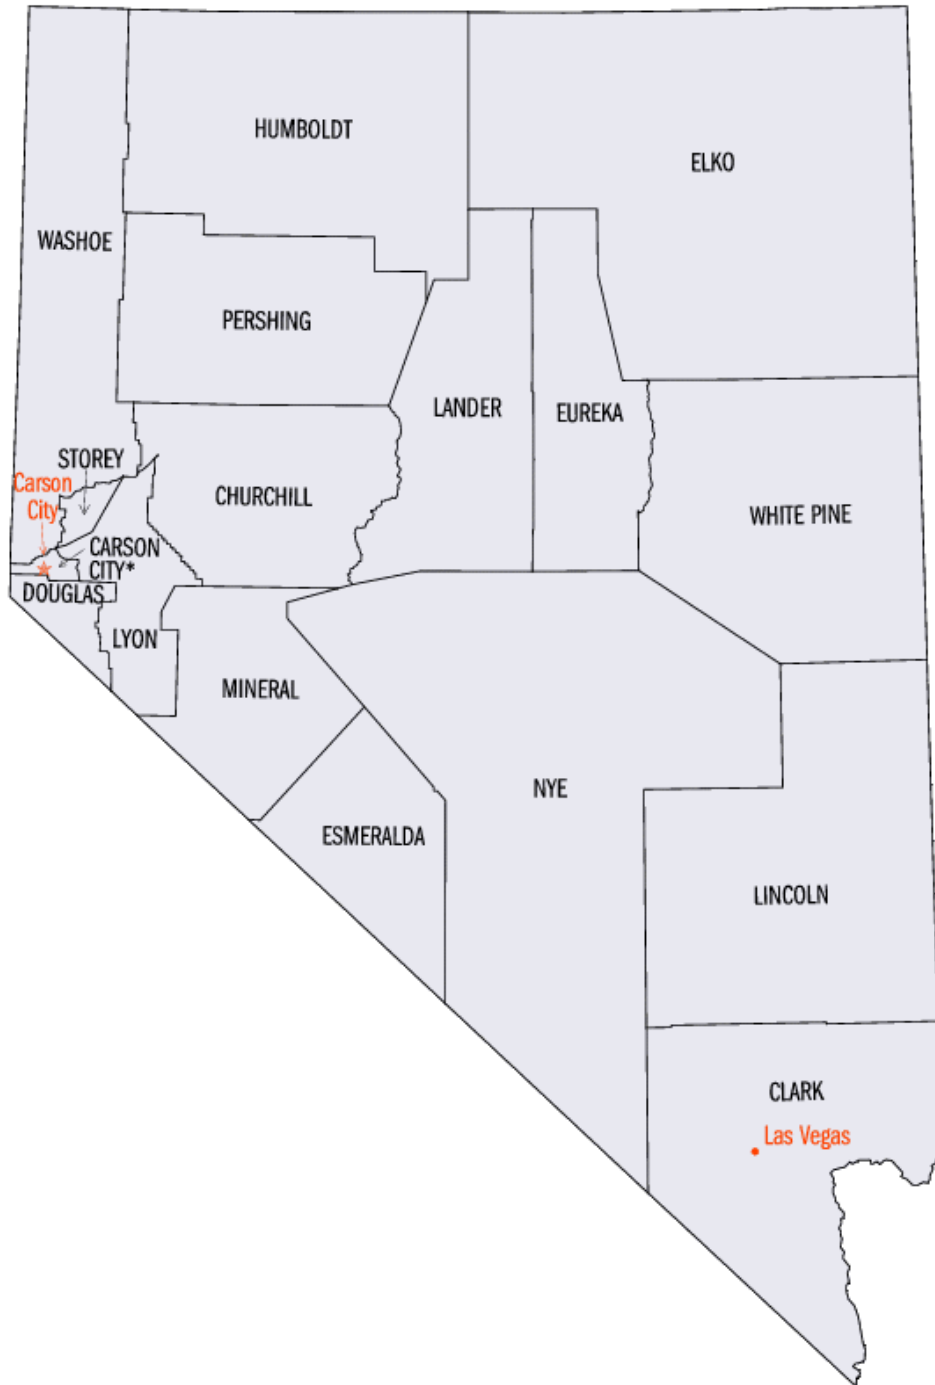 HUMBOLDT
ELKO
WASHOE
PERSHING
LANDER
EUREKA
STOREY
Carson
City
CHURCHILL
WHITE PINE
CARSON
CITY*
DOUGLAS
LYON
MINERAL
NYE
ESMERALDA
LINCOLN
CLARK
Las Vegas